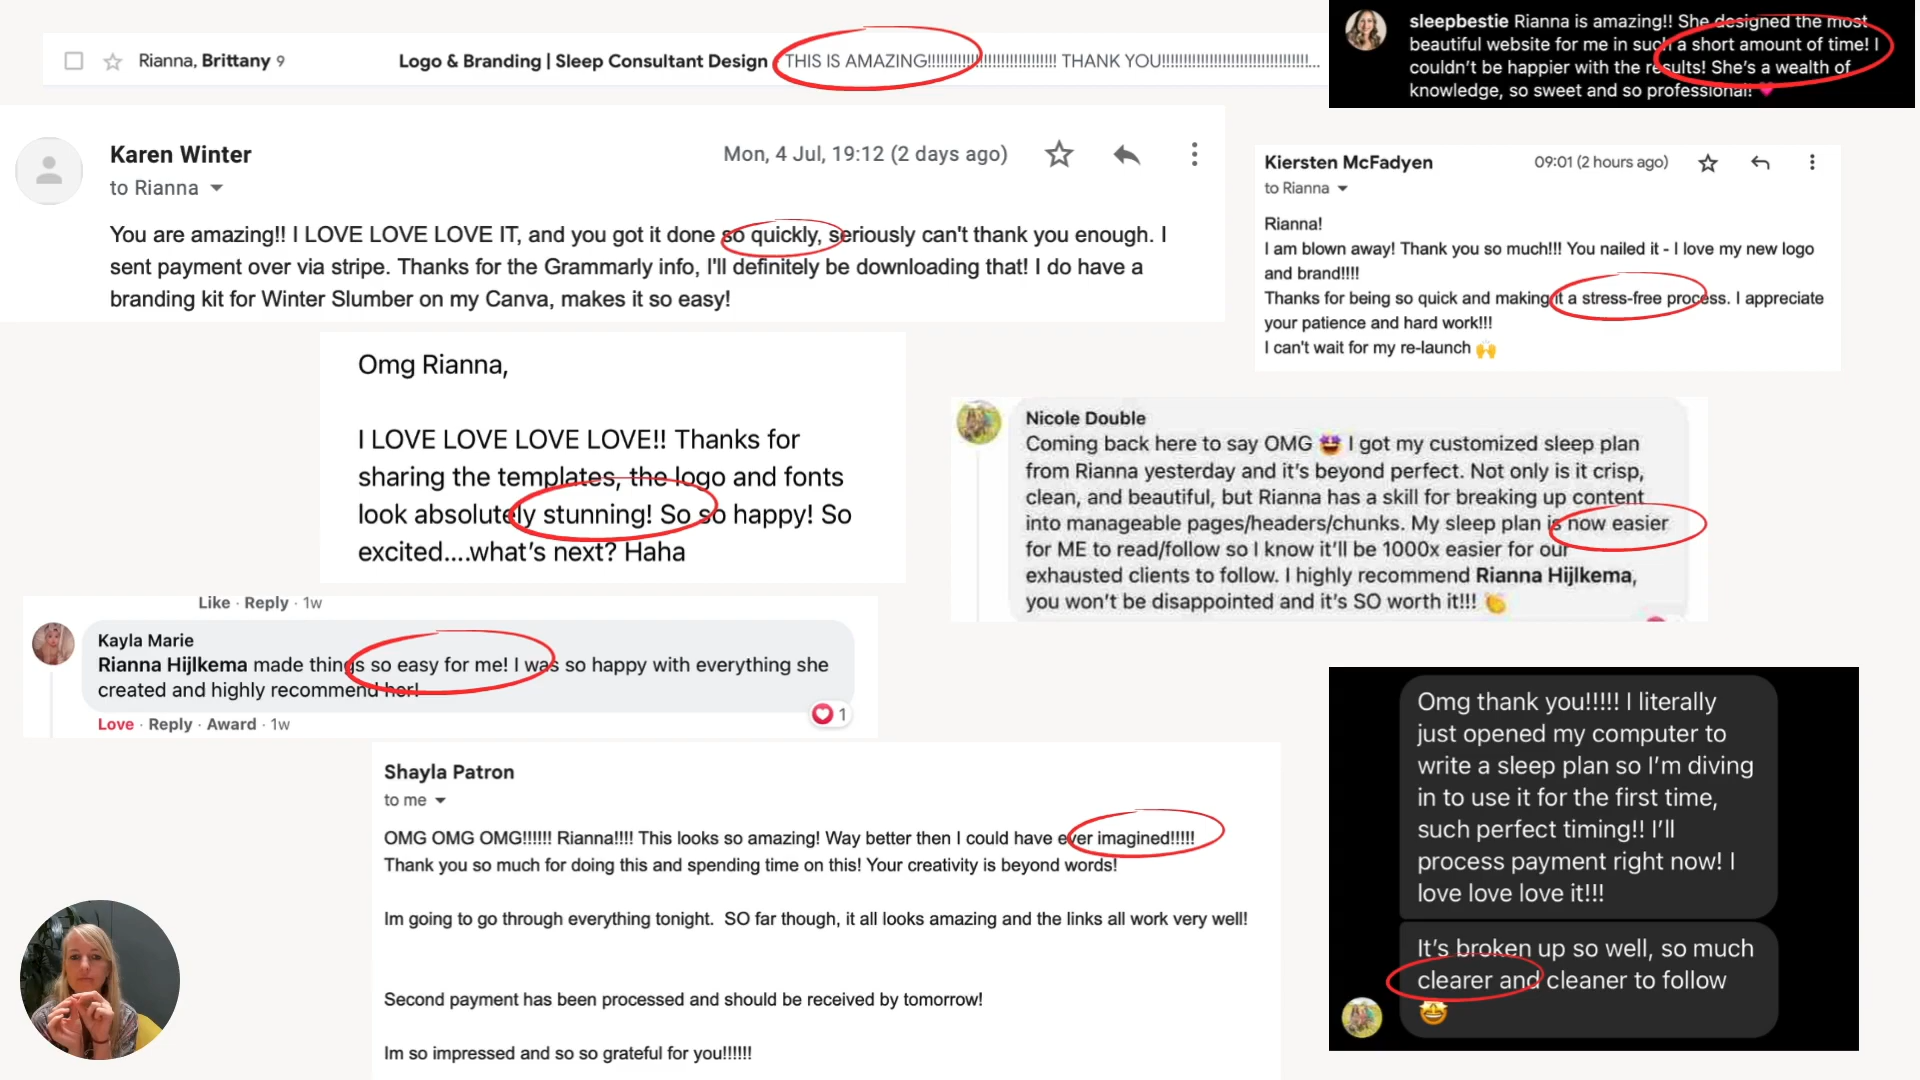 Rianna, Brittany 9
Logo & Branding | Sleep Consultant Design
THIS IS AMAZING!!!!!!!!!!!!!!!!!!!!!!!!!!!!!!! THANK YOU!!!!!!!!!!!!!!!!!!!!!!!!!!!!!!!!!!!...
sleepbestie Rianna is amazing!! She designed the most
beautiful website for me in such a short amount of time! I
couldn't be happier with the results! She's a wealth of
knowledge, so sweet and so professional!
Karen Winter
Mon, 4 Jul, 19:12 (2 days ago)
to Rianna
You are amazing!! I LOVE LOVE LOVE IT, and you got it done so quickly, seriously can't thank you enough. I
sent payment over via stripe. Thanks for the Grammarly info, I'll definitely be downloading that! I do have a
branding kit for Winter Slumber on my Canva, makes it so easy!
Kiersten McFadyen
09:01 (2 hours ago)
to Rianna
Rianna!
I am blown away! Thank you so much!!! You nailed it - I love my new logo
and brand!!!!
Thanks for being so quick and making it a stress-free process. I appreciate
your patience and hard work!!!
I can't wait for my re-launch 🙌
Omg Rianna,
I LOVE LOVE LOVE LOVE!! Thanks for
sharing the templates, the logo and fonts
look absolutely stunning! So so happy! So
excited....what's next? Haha
Nicole Double
Coming back here to say OMG 🤩 I got my customized sleep plan
from Rianna yesterday and it's beyond perfect. Not only is it crisp,
clean, and beautiful, but Rianna has a skill for breaking up content
into manageable pages/headers/chunks. My sleep plan is now easier
for ME to read/follow so I know it'll be 1000x easier for our
exhausted clients to follow. I highly recommend Rianna Hijlkema,
you won't be disappointed and it's SO worth it!!! 👏
Like · Reply · 1w
Kayla Marie
Rianna Hijlkema made things so easy for me! I was so happy with everything she
created and highly recommend her!
Love · Reply · Award · 1w
1
Shayla Patron
to me
OMG OMG OMG!!!!!! Rianna!!!! This looks so amazing! Way better then I could have ever imagined!!!!!
Thank you so much for doing this and spending time on this! Your creativity is beyond words!
Im going to go through everything tonight. SO far though, it all looks amazing and the links all work very well!
Second payment has been processed and should be received by tomorrow!
Im so impressed and so so grateful for you!!!!!!
Omg thank you!!!!! I literally
just opened my computer to
write a sleep plan so I'm diving
in to use it for the first time,
such perfect timing!! I'll
process payment right now! I
love love love it!!!
It's broken up so well, so much
clearer and cleaner to follow
🤩